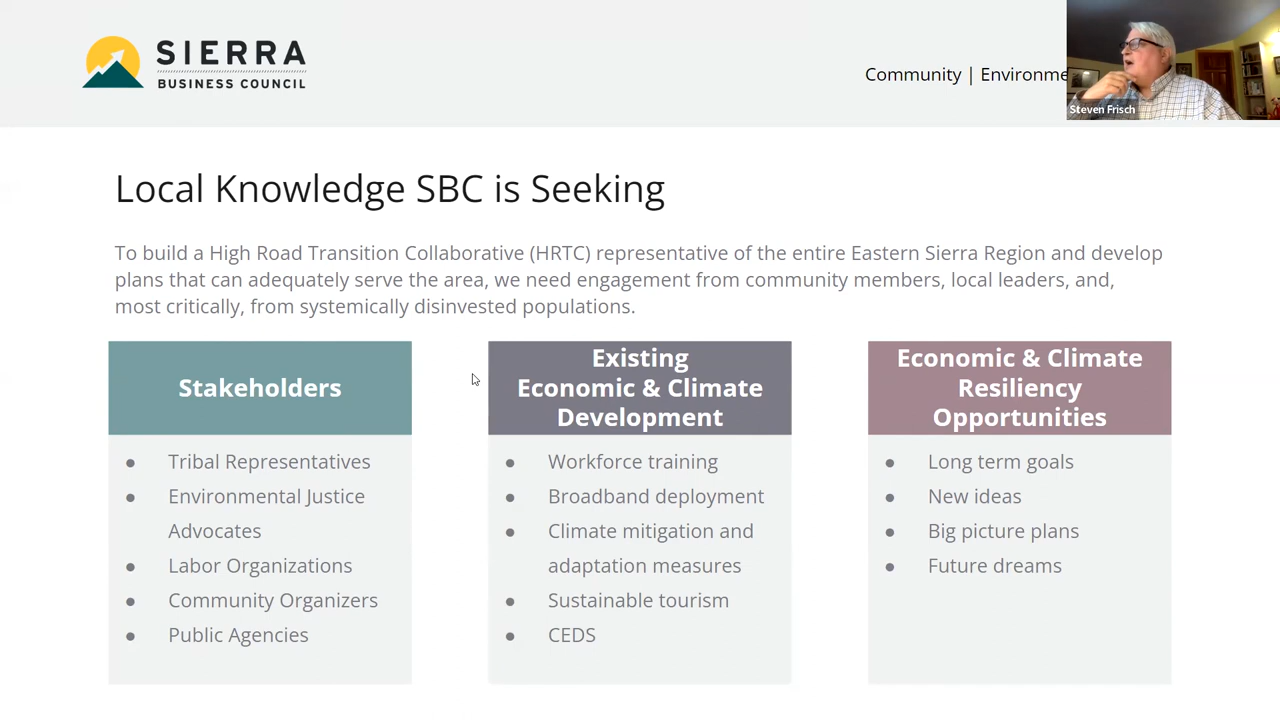 SIERRA
BUSINESS COUNCIL
Community | Environme
Steven Frisch
Local Knowledge SBC is Seeking
To build a High Road Transition Collaborative (HRTC) representative of the entire Eastern Sierra Region and develop
plans that can adequately serve the area, we need engagement from community members, local leaders, and,
most critically, from systemically disinvested populations.
Stakeholders
● Tribal Representatives
● Environmental Justice
Advocates
● Labor Organizations
● Community Organizers
● Public Agencies
Existing
Economic & Climate
Development
● Workforce training
● Broadband deployment
● Climate mitigation and
adaptation measures
● Sustainable tourism
● CEDS
Economic & Climate
Resiliency
Opportunities
● Long term goals
● New ideas
● Big picture plans
● Future dreams